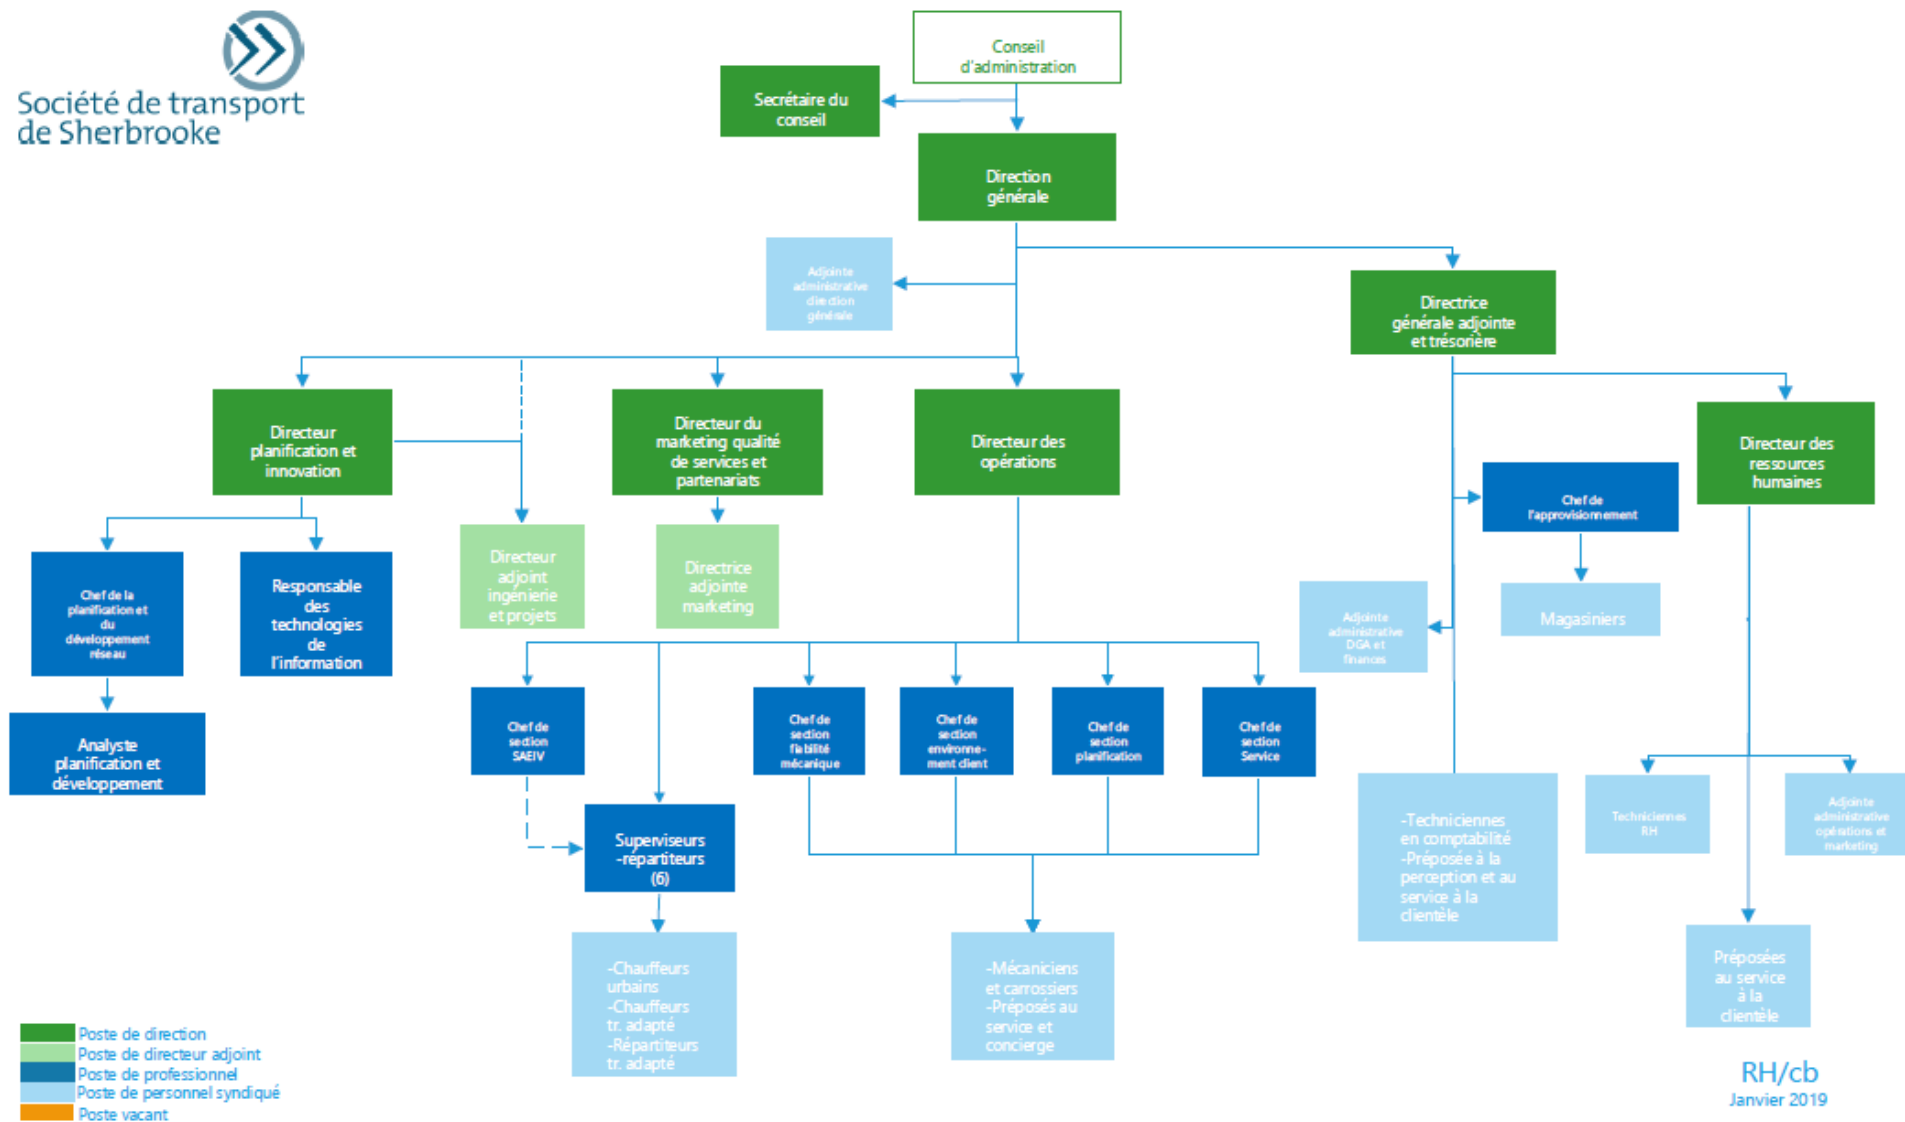 Société de transport
de Sherbrooke
Conseil
d'administration
Secrétaire du
conseil
Direction
générale
Adjointe
administrative
direction
générale
Directrice
générale adjointe
et trésorière
Directeur
planification et
innovation
Directeur du
marketing qualité
de services et
partenariats
Directeur des
opérations
Directeur des
ressources
humaines
Chef de
l'approvisionnement
Chef de la
planification et
du
développement
réseau
Responsable
des
technologies
de
l'information
Directeur
adjoint
ingénierie
et projets
Directrice
adjointe
marketing
Adjointe
administrative
DGA et
finances
Magasiniers
Analyste
planification et
développement
Chef de
section
SAEIV
Chef de
section
fiabilité
mécanique
Chef de
section
environne-
ment client
Chef de
section
planification
Chef de
section
Service
Superviseurs
-répartiteurs
(6)
-Techniciennes
en comptabilité
-Préposée à la
perception et au
service à la
clientèle
Techniciennes
RH
Adjointe
administrative
opérations et
marketing
-Chauffeurs
urbains
-Chauffeurs
tr. adapté
-Répartiteurs
tr. adapté
-Mécaniciens
et carrossiers
-Préposés au
service et
concierge
Préposées
au service
à la
clientèle
Poste de direction
Poste de directeur adjoint
Poste de professionnel
Poste de personnel syndiqué
Poste vacant
RH/cb
Janvier 2019